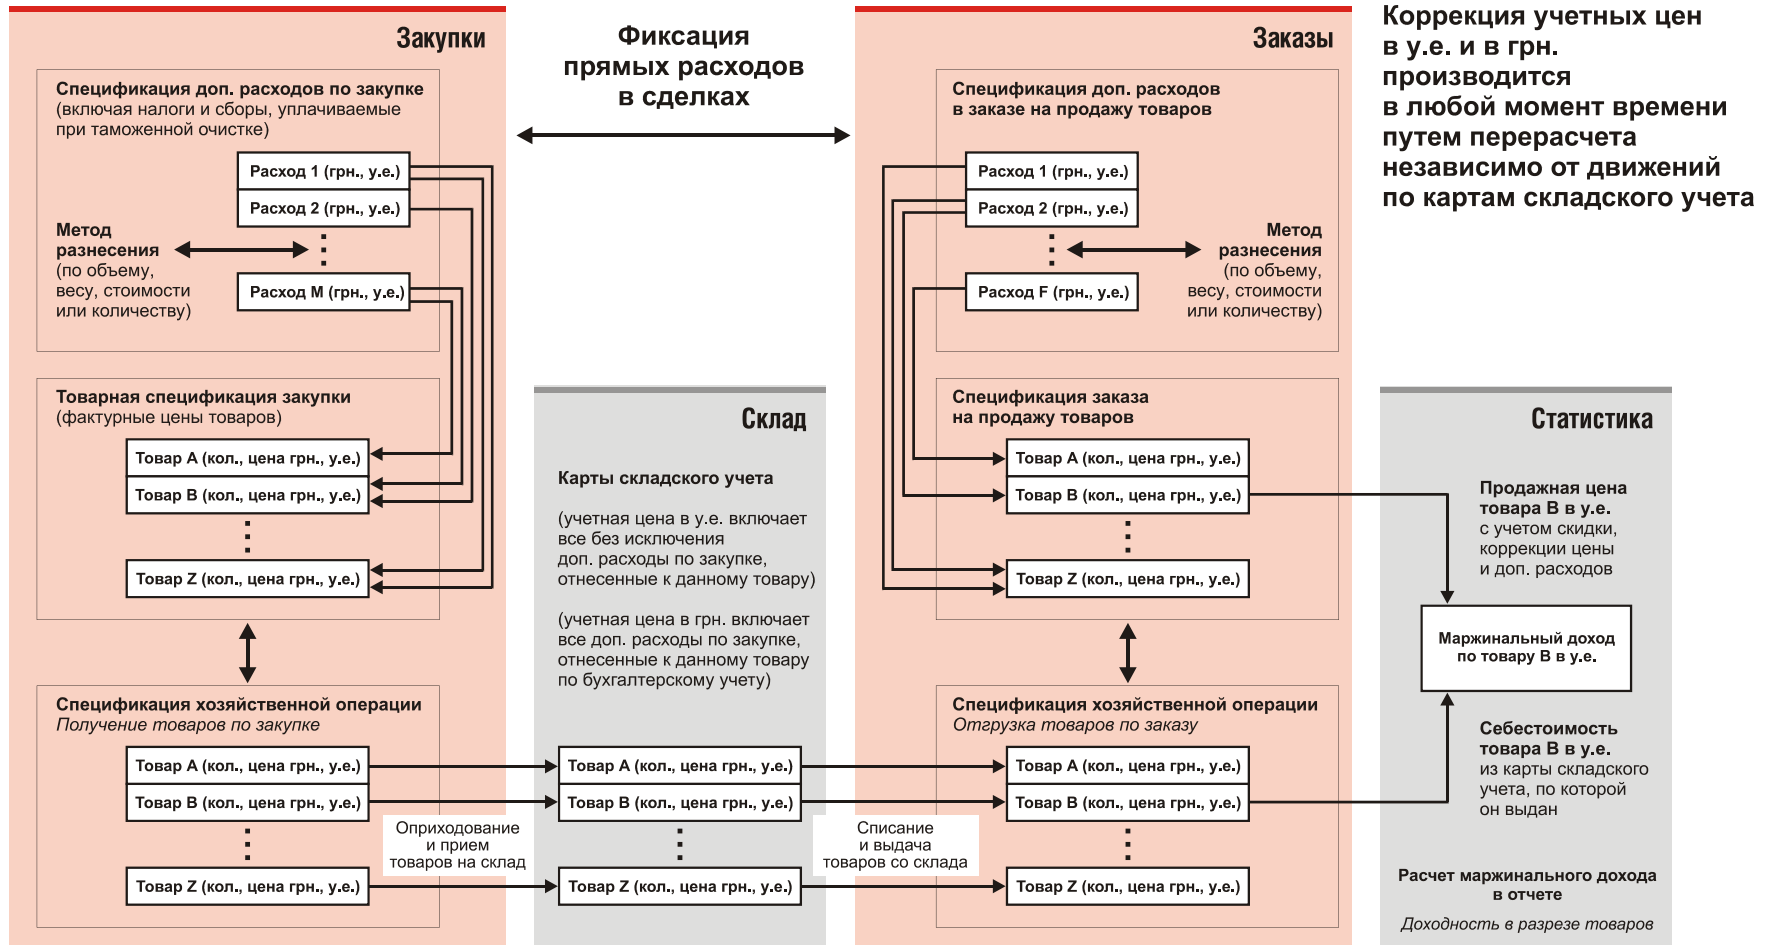 Закупки
Спецификация доп. расходов по закупке
(включая налоги и сборы, уплачиваемые
при таможенной очистке)
Расход 1 (грн., у.е.)
Расход 2 (грн., у.е.)
Метод
разнесения
(по объему,
весу, стоимости
или количеству)
Расход M (грн., у.е.)
Товарная спецификация закупки
(фактурные цены товаров)
Товар A (кол., цена грн., у.е.)
Товар B (кол., цена грн., у.е.)
Товар Z (кол., цена грн., у.е.)
Спецификация хозяйственной операции
Получение товаров по закупке
Товар A (кол., цена грн., у.е.)
Товар B (кол., цена грн., у.е.)
Товар Z (кол., цена грн., у.е.)
Оприходование
и прием
товаров на склад
Фиксация
прямых расходов
в сделках
Склад
Карты складского учета
(учетная цена в у.е. включает
все без исключения
доп. расходы по закупке,
отнесенные к данному товару)
(учетная цена в грн. включает
все доп. расходы по закупке,
отнесенные к данному товару
по бухгалтерскому учету)
Товар A (кол., цена грн., у.е.)
Товар B (кол., цена грн., у.е.)
Товар Z (кол., цена грн., у.е.)
Списание
и выдача
товаров со склада
Заказы
Спецификация доп. расходов
в заказе на продажу товаров
Расход 1 (грн., у.е.)
Расход 2 (грн., у.е.)
Метод
разнесения
(по объему,
весу, стоимости
или количеству)
Расход F (грн., у.е.)
Спецификация заказа
на продажу товаров
Товар A (кол., цена грн., у.е.)
Товар B (кол., цена грн., у.е.)
Товар Z (кол., цена грн., у.е.)
Спецификация хозяйственной операции
Отгрузка товаров по заказу
Товар A (кол., цена грн., у.е.)
Товар B (кол., цена грн., у.е.)
Товар Z (кол., цена грн., у.е.)
Коррекция учетных цен
в у.е. и в грн.
производится
в любой момент времени
путем перерасчета
независимо от движений
по картам складского учета
Статистика
Продажная цена
товара B в у.е.
с учетом скидки,
коррекции цены
и доп. расходов
Маржинальный доход
по товару B в у.е.
Себестоимость
товара B в у.е.
из карты складского
учета, по которой
он выдан
Расчет маржинального дохода
в отчете
Доходность в разрезе товаров